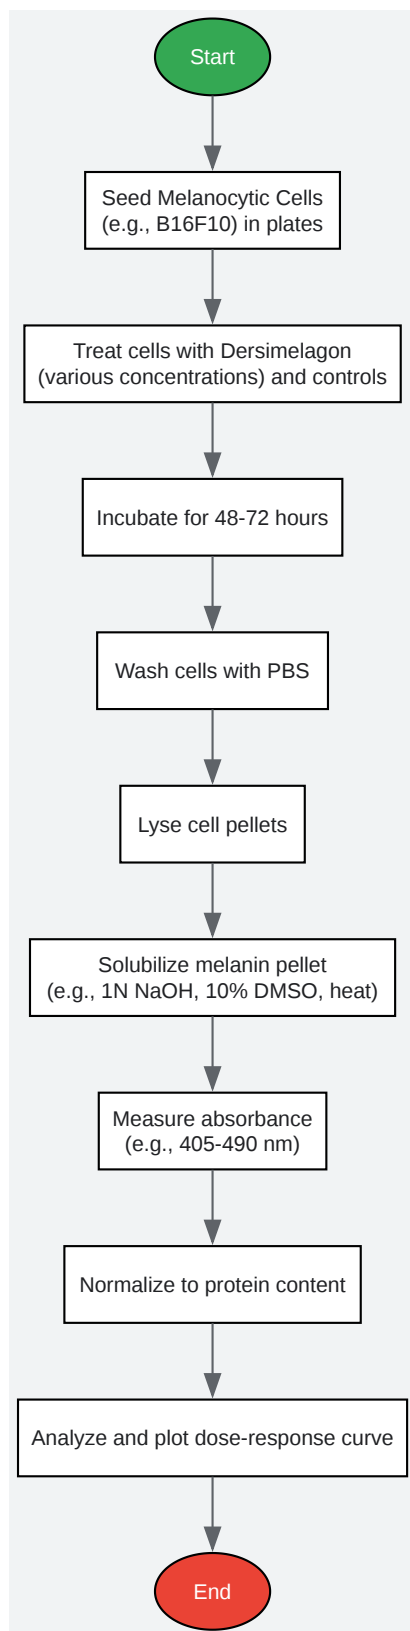 Start
Seed Melanocytic Cells
(e.g., B16F10) in plates
Treat cells with Dersimelagon
(various concentrations) and controls
Incubate for 48-72 hours
Wash cells with PBS
Lyse cell pellets
Solubilize melanin pellet
(e.g., 1N NaOH, 10% DMSO, heat)
Measure absorbance
(e.g., 405-490 nm)
Normalize to protein content
Analyze and plot dose-response curve
End